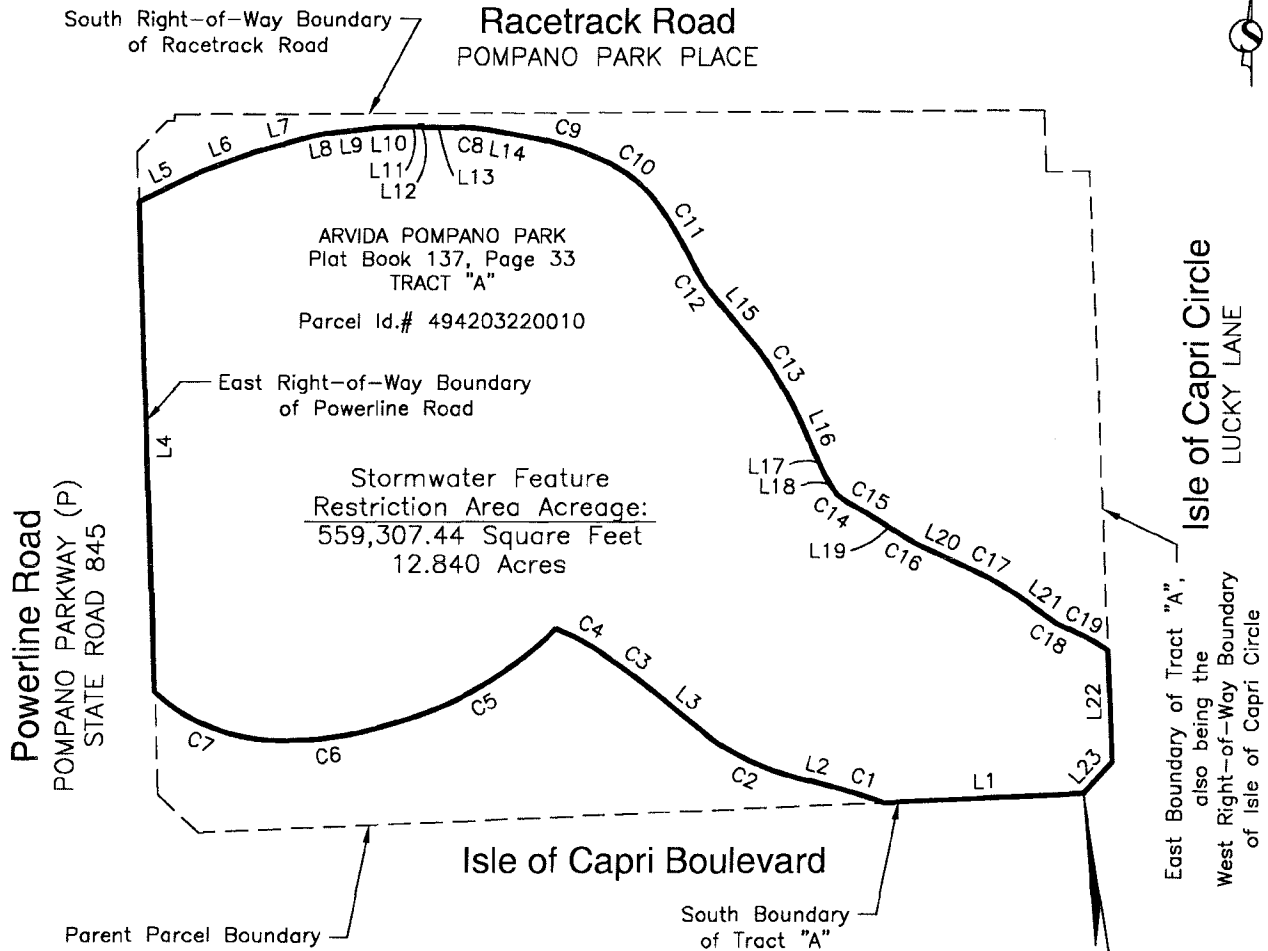 South Right-of-Way Boundary
of Racetrack Road
Racetrack Road
POMPANO PARK PLACE
L5
L6
L7
L8
L9
L10
L11
L12
L13
C8
L14
C9
C10
C11
C12
L15
C13
L16
L17
L18
C14
C15
L19
C16
L20
C17
L21
C18
C19
L22
L23
ARVIDA POMPANO PARK
Plat Book 137, Page 33
TRACT "A"
Parcel Id.# 494203220010
East Right-of-Way Boundary
of Powerline Road
L4
Stormwater Feature
Restriction Area Acreage:
559,307.44 Square Feet
12.840 Acres
Powerline Road
POMPANO PARKWAY (P)
STATE ROAD 845
Isle of Capri Circle
LUCKY LANE
East Boundary of Tract "A",
also being the
West Right-of-Way Boundary
of Isle of Capri Circle
C7
C6
C5
C4
C3
L3
C2
L2
C1
L1
Isle of Capri Boulevard
Parent Parcel Boundary
South Boundary
of Tract "A"